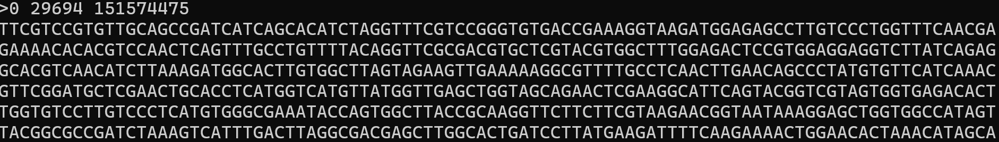 >0 29694 151574475
TTCGTCCGTGTTGCAGCCGATCATCAGCACATCTAGGTTTCGTCCGGGTGTGACCGAAAGGTAAGATGGAGAGCCTTGTCCCTGGTTTCAACGA
GAAAACACACGTCCAACTCAGTTTGCCTGTTTTACAGGTTCGCGACGTGCTCGTACGTGGCTTTGGAGACTCCGTGGAGGAGGTCTTATCAGAG
GCACGTCAACATCTTAAAGATGGCACTTGTGGCTTAGTAGAAGTTGAAAAAGGCGTTTTGCCTCAACTTGAACAGCCCTATGTGTTCATCAAAC
GTTCGGATGCTCGAACTGCACCTCATGGTCATGTTATGGTTGAGCTGGTAGCAGAACTCGAAGGCATTCAGTACGGTCGTAGTGGTGAGACACT
TGGTGTCCTTGTCCCTCATGTGGGCGAAATACCAGTGGCTTACCGCAAGGTTCTTCTTCGTAAGAACGGTAATAAAGGAGCTGGTGGCCATAGT
TACGGCGCCGATCTAAAGTCATTTGACTTAGGCGACGAGCTTGGCACTGATCCTTATGAAGATTTTCAAGAAAACTGGAACACTAAACATAGCA